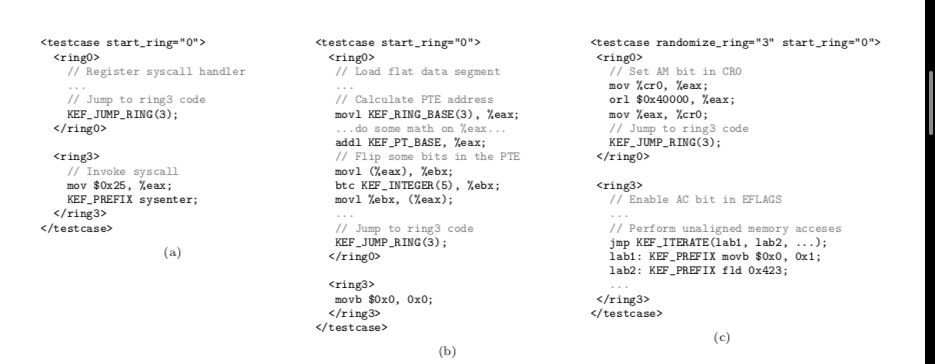 <testcase start_ring="0">
<ring0>
// Register syscall handler
...
// Jump to ring3 code
KEF_JUMP_RING(3);
</ring0>
<ring3>
// Invoke syscall
mov $0x25, %eax;
KEF_PREFIX sysenter;
</ring3>
</testcase>
(a)
<testcase start_ring="0">
<ring0>
// Load flat data segment
...
// Calculate PTE address
movl KEF_RING_BASE(3), %eax;
...do some math on %eax...
addl KEF_PT_BASE, %eax;
// Flip some bits in the PTE
movl (%eax), %ebx;
btc KEF_INTEGER(5), %ebx;
movl %ebx, (%eax);
...
// Jump to ring3 code
KEF_JUMP_RING(3);
</ring0>
<ring3>
movb $0x0, 0x0;
</ring3>
</testcase>
(b)
<testcase randomize_ring="3" start_ring="0">
<ring0>
// Set AM bit in CR0
mov %cr0, %eax;
orl $0x40000, %eax;
mov %eax, %cr0;
// Jump to ring3 code
KEF_JUMP_RING(3);
</ring0>
<ring3>
// Enable AC bit in EFLAGS
...
// Perform unaligned memory acceses
jmp KEF_ITERATE(lab1, lab2, ...);
lab1: KEF_PREFIX movb $0x0, 0x1;
lab2: KEF_PREFIX fld 0x423;
...
</ring3>
</testcase>
(c)